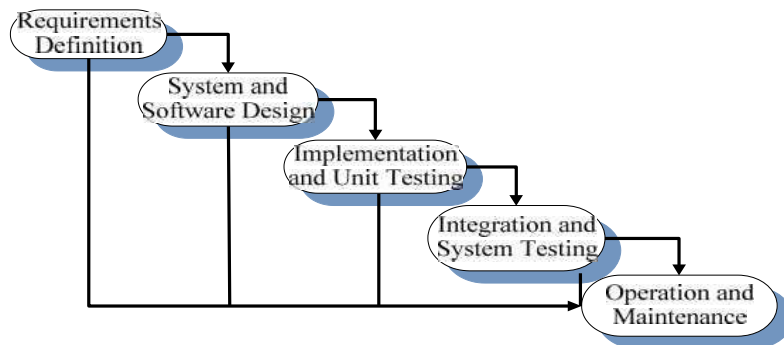 Requirements
Definition
System and
Software Design
Implementation
and Unit Testing
Integration and
System Testing
Operation and
Maintenance